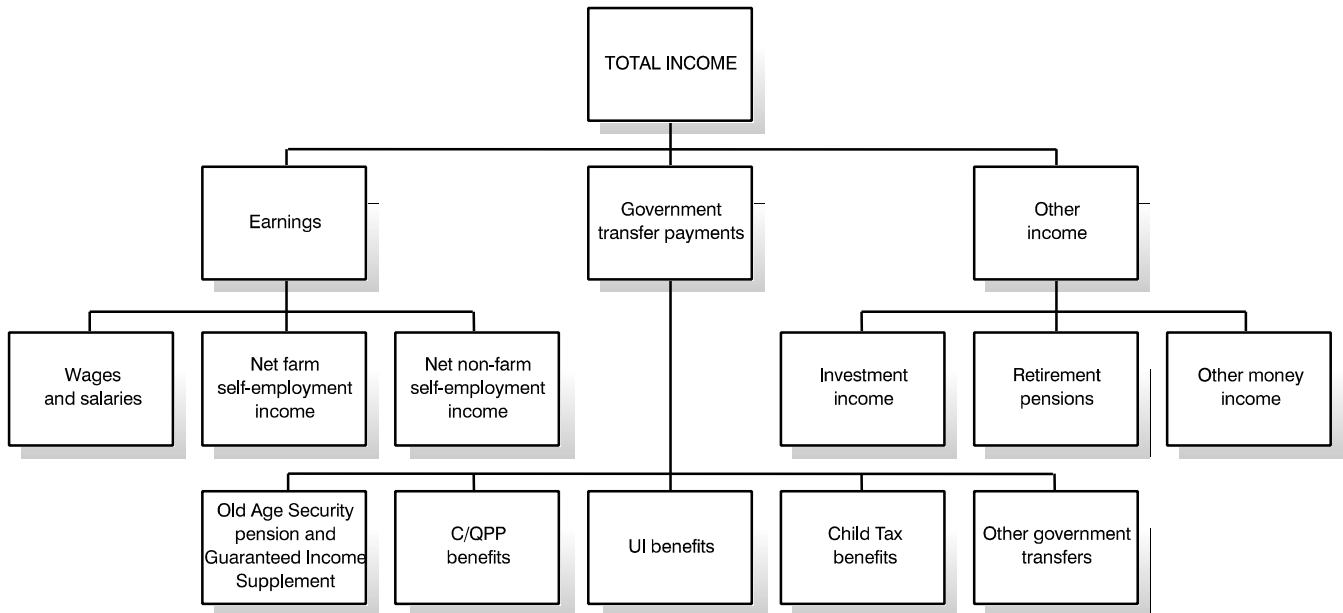 TOTAL INCOME
Earnings
Government
transfer payments
Other
income
Wages
and salaries
Net farm
self-employment
income
Net non-farm
self-employment
income
Investment
income
Retirement
pensions
Other money
income
Old Age Security
pension and
Guaranteed Income
Supplement
C/QPP
benefits
UI benefits
Child Tax
benefits
Other government
transfers